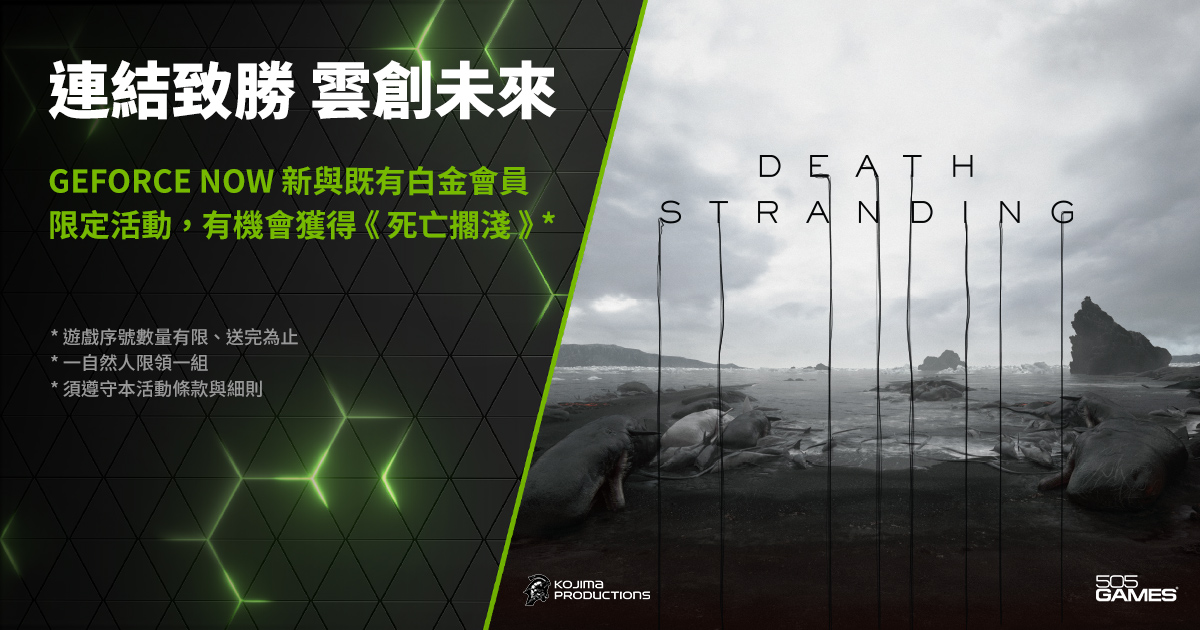 連結致勝 雲創未來
GEFORCE NOW 新與既有白金會員
限定活動，有機會獲得《死亡擱淺》*
* 遊戲序號數量有限、送完為止
* 一自然人限領一組
* 須遵守本活動條款與細則
DEATH
STRANDING
KOJIMA
PRODUCTIONS
505
GAMES